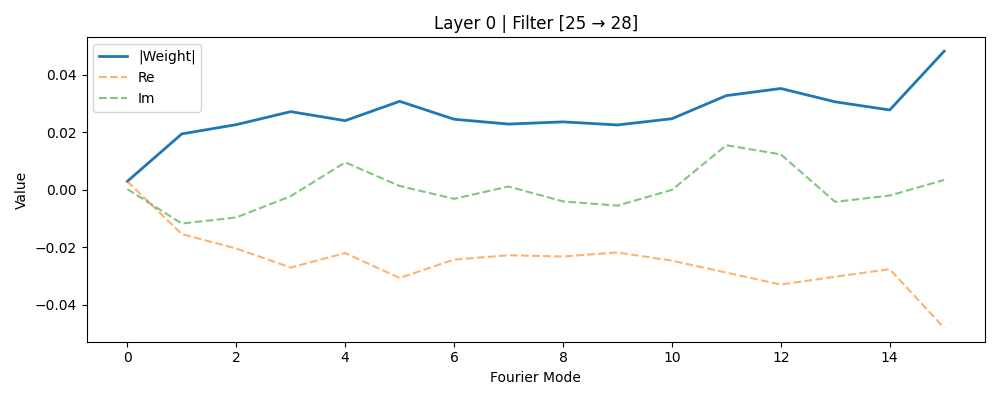 Layer 0 | Filter [25 → 28]
|Weight|
Re
Im
Value
0.04
0.02
0.00
−0.02
−0.04
0 2 4 6 8 10 12 14
Fourier Mode